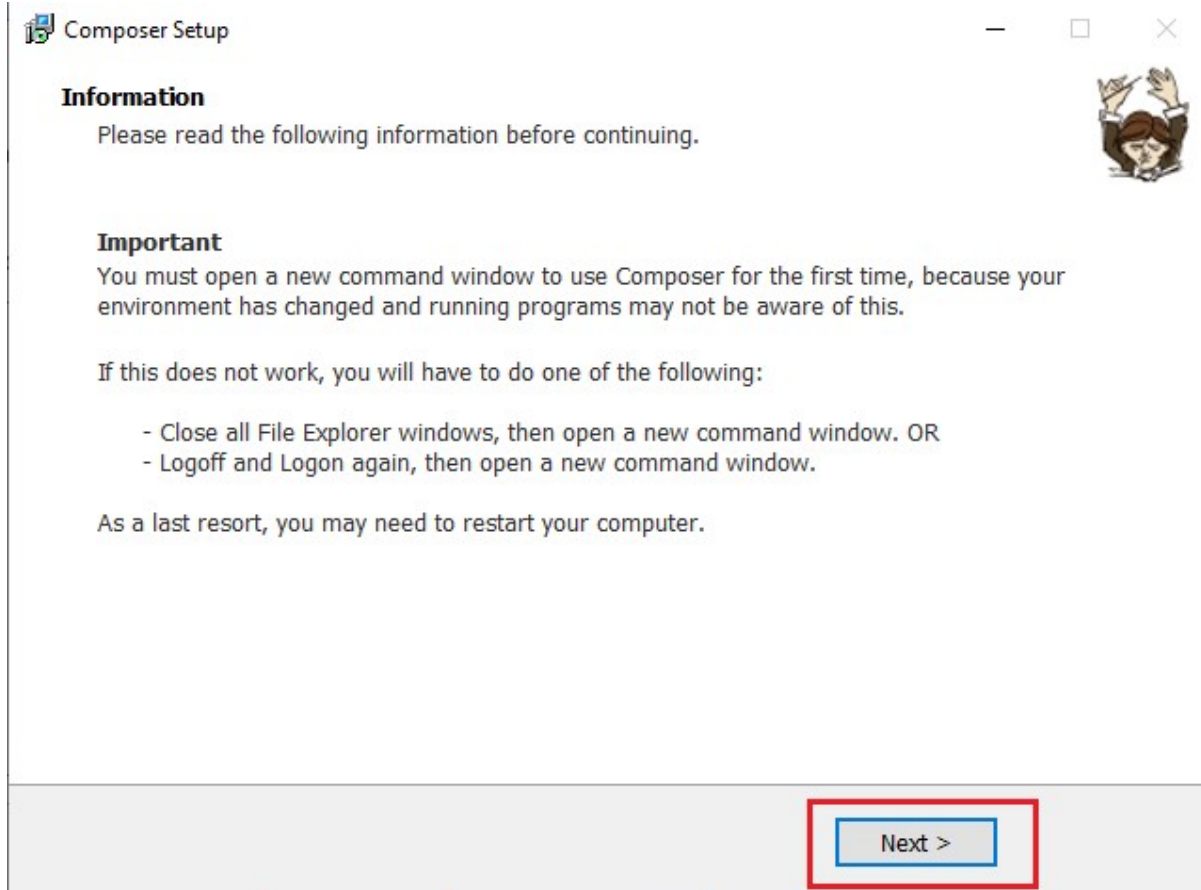 Composer Setup
Information
Please read the following information before continuing.
Important
You must open a new command window to use Composer for the first time, because your
environment has changed and running programs may not be aware of this.
If this does not work, you will have to do one of the following:
- Close all File Explorer windows, then open a new command window. OR
- Logoff and Logon again, then open a new command window.
As a last resort, you may need to restart your computer.
Next >